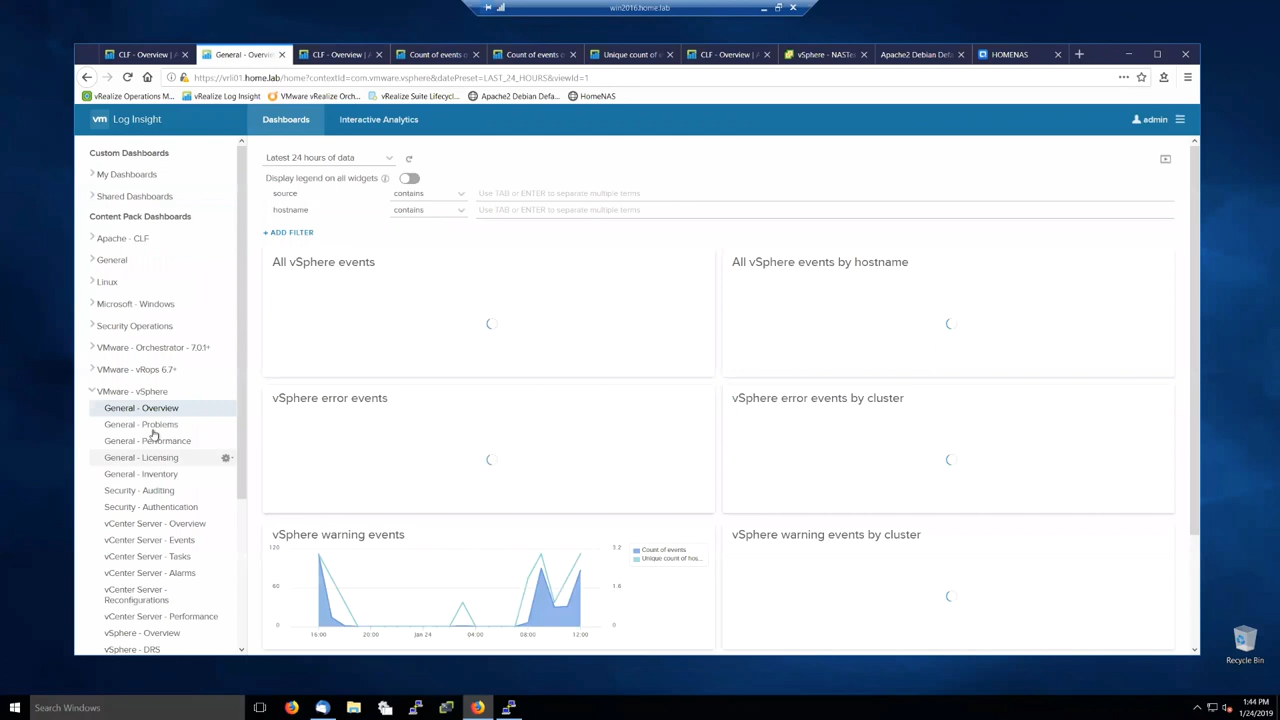 win2016.home.lab
CLF - Overview | A
General - Overvie
CLF - Overview | A
Count of events o
Count of events o
Unique count of e
CLF - Overview | A
vSphere - NASTe
Apache2 Debian Def
HOMENAS
https://vrli01.home.lab/home?contextId=com.vmware.vsphere&datePreset=LAST_24_HOURS&viewId=1
vRealize Operations M...
vRealize Log Insight
VMware vRealize Orch...
vRealize Suite Lifecycl...
Apache2 Debian Defa...
HomeNAS
vm Log Insight
Dashboards
Interactive Analytics
admin
Custom Dashboards
My Dashboards
Shared Dashboards
Content Pack Dashboards
Apache - CLF
General
Linux
Microsoft - Windows
Security Operations
VMware - Orchestrator - 7.0.1+
VMware - vRops 6.7+
VMware - vSphere
General - Overview
General - Problems
General - Performance
General - Licensing
General - Inventory
Security - Auditing
Security - Authentication
vCenter Server - Overview
vCenter Server - Events
vCenter Server - Tasks
vCenter Server - Alarms
vCenter Server -
Reconfigurations
vCenter Server - Performance
vSphere - Overview
vSphere - DRS
Latest 24 hours of data
Display legend on all widgets
source contains Use TAB or ENTER to separate multiple terms
hostname contains Use TAB or ENTER to separate multiple terms
+ ADD FILTER
All vSphere events
All vSphere events by hostname
vSphere error events
vSphere error events by cluster
vSphere warning events
120
60
0
3.2
1.6
0
Count of events
Unique count of hos...
16:00 20:00 Jan 24 04:00 08:00 12:00
vSphere warning events by cluster
Recycle Bin
Search Windows
1:44 PM
1/24/2019